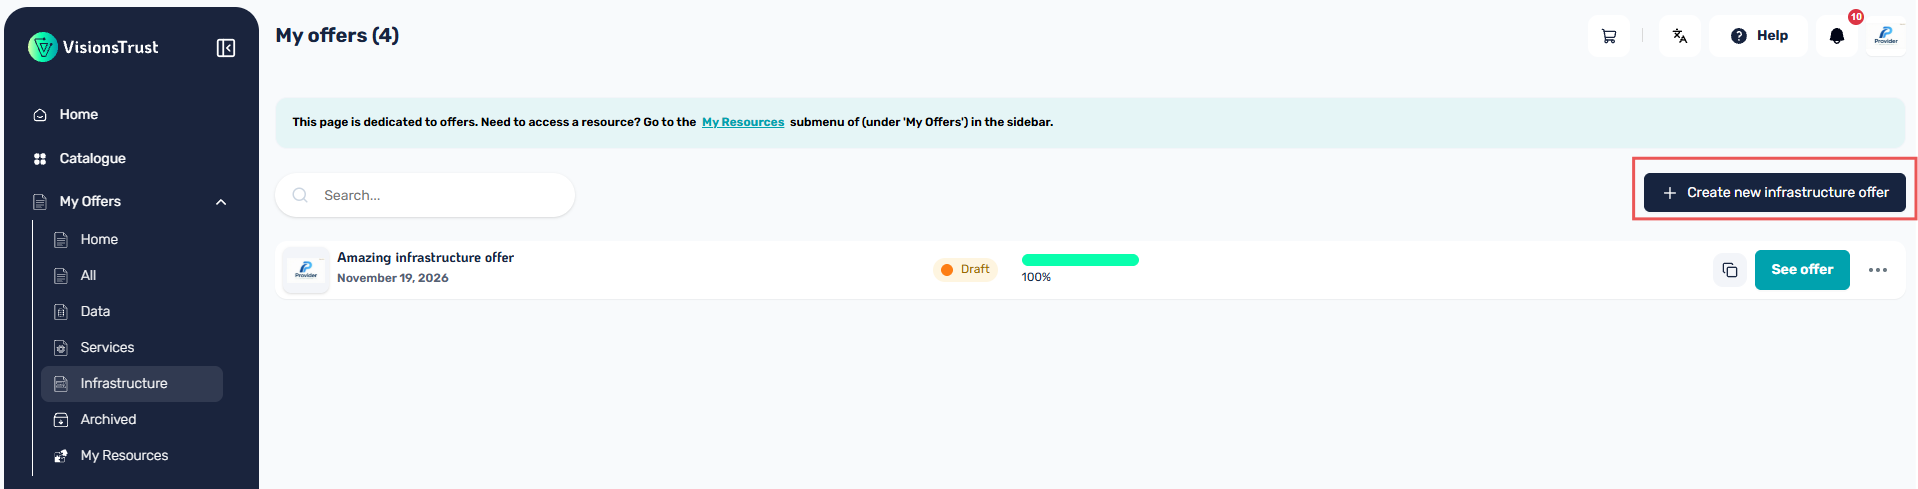 VisionsTrust
Home
Catalogue
My Offers
Home
All
Data
Services
Infrastructure
Archived
My Resources
My offers (4)
Help
10
Provider
This page is dedicated to offers. Need to access a resource? Go to the My Resources submenu of (under 'My Offers') in the sidebar.
Search...
+ Create new infrastructure offer
Provider
Amazing infrastructure offer
November 19, 2026
Draft
100%
See offer